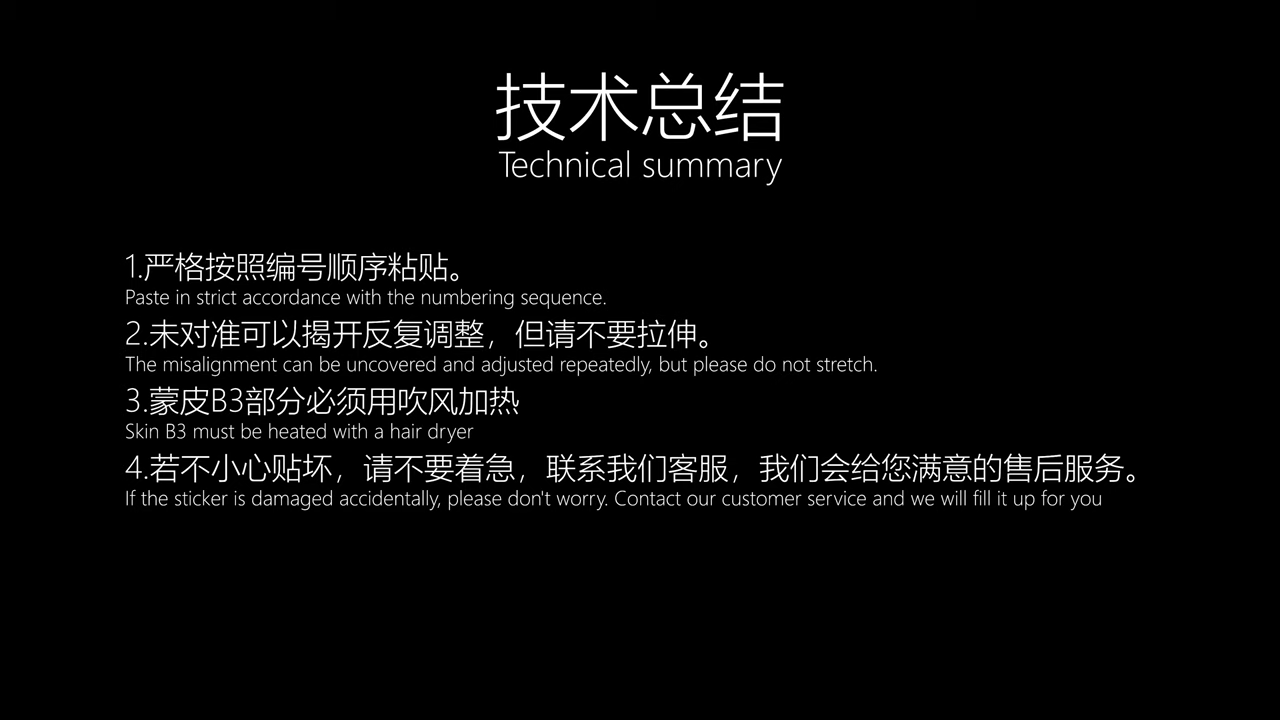 技术总结
Technical summary
1.严格按照编号顺序粘贴。
Paste in strict accordance with the numbering sequence.
2.未对准可以揭开反复调整，但请不要拉伸。
The misalignment can be uncovered and adjusted repeatedly, but please do not stretch.
3.蒙皮B3部分必须用吹风加热
Skin B3 must be heated with a hair dryer
4.若不小心贴坏，请不要着急，联系我们客服，我们会给您满意的售后服务。
If the sticker is damaged accidentally, please don't worry. Contact our customer service and we will fill it up for you